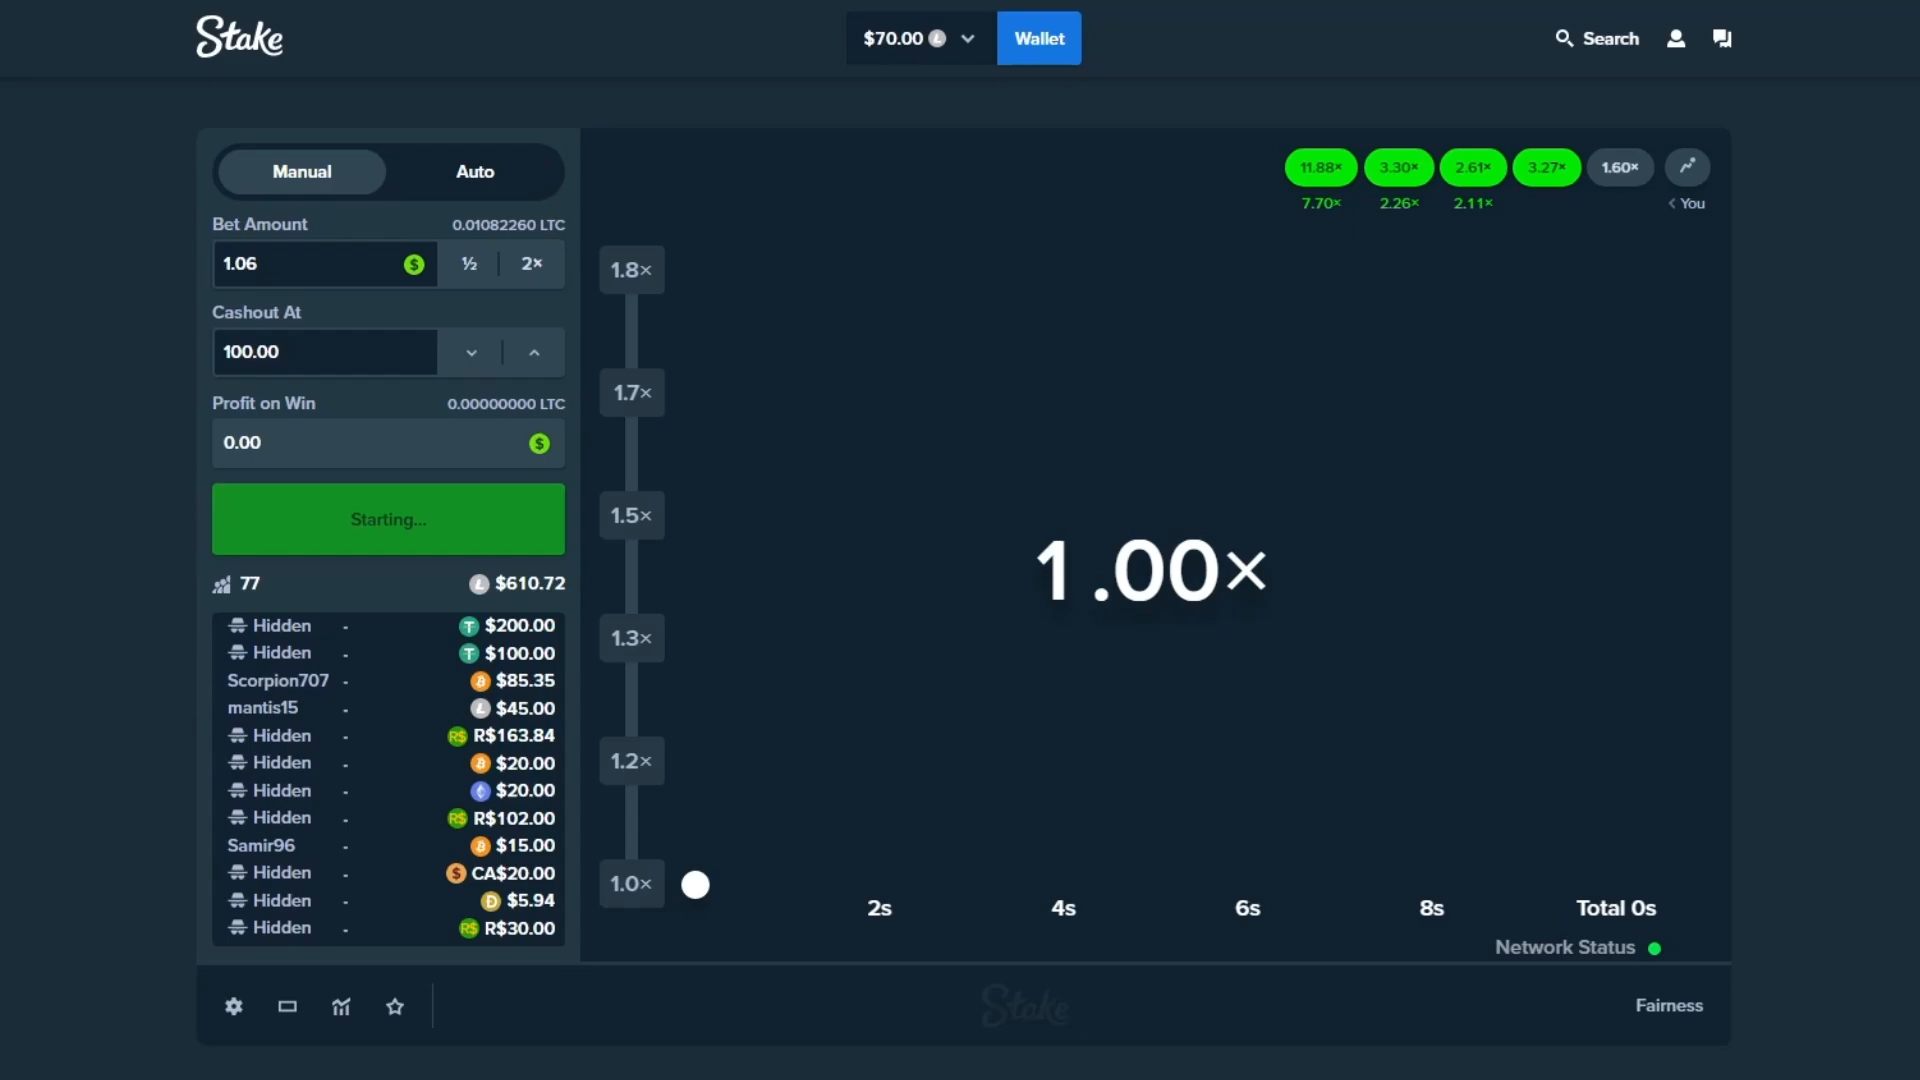 Stake
$70.00
Wallet
Search
Manual
Auto
Bet Amount
0.01082260 LTC
1.06
½
2×
Cashout At
100.00
Profit on Win
0.00000000 LTC
0.00
Starting...
77
$610.72
Hidden - $200.00
Hidden - $100.00
Scorpion707 - $85.35
mantis15 - $45.00
Hidden - R$163.84
Hidden - $20.00
Hidden - $20.00
Hidden - R$102.00
Samir96 - $15.00
Hidden - CA$20.00
Hidden - $5.94
Hidden - R$30.00
11.88× 3.30× 2.61× 3.27× 1.60×
7.70× 2.26× 2.11× < You
1.8×
1.7×
1.5×
1.3×
1.2×
1.0×
1.00×
2s 4s 6s 8s Total 0s
Network Status
Stake
Fairness